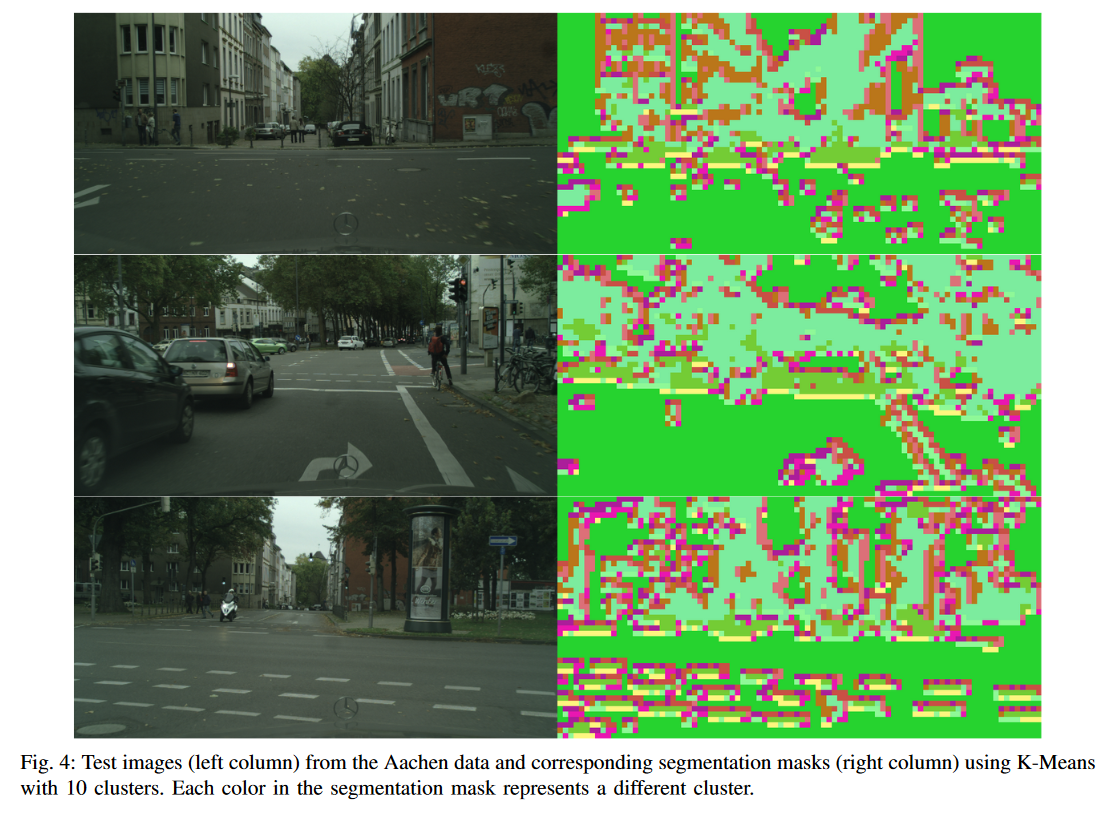 Fig. 4: Test images (left column) from the Aachen data and corresponding segmentation masks (right column) using K-Means
with 10 clusters. Each color in the segmentation mask represents a different cluster.